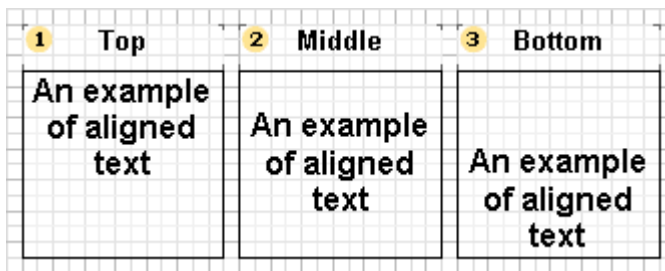 1 Top
2 Middle
3 Bottom
An example
of aligned
text
An example
of aligned
text
An example
of aligned
text